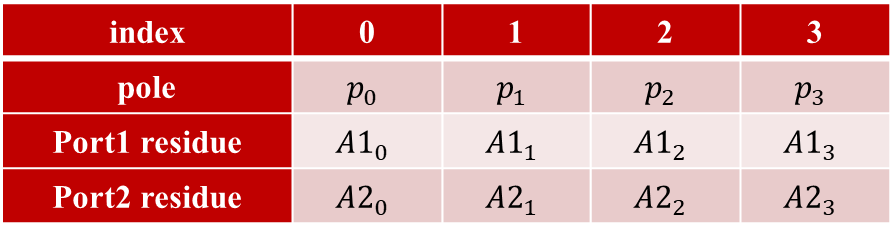 index 0 1 2 3
pole p₀ p₁ p₂ p₃
Port1 residue A1₀ A1₁ A1₂ A1₃
Port2 residue A2₀ A2₁ A2₂ A2₃